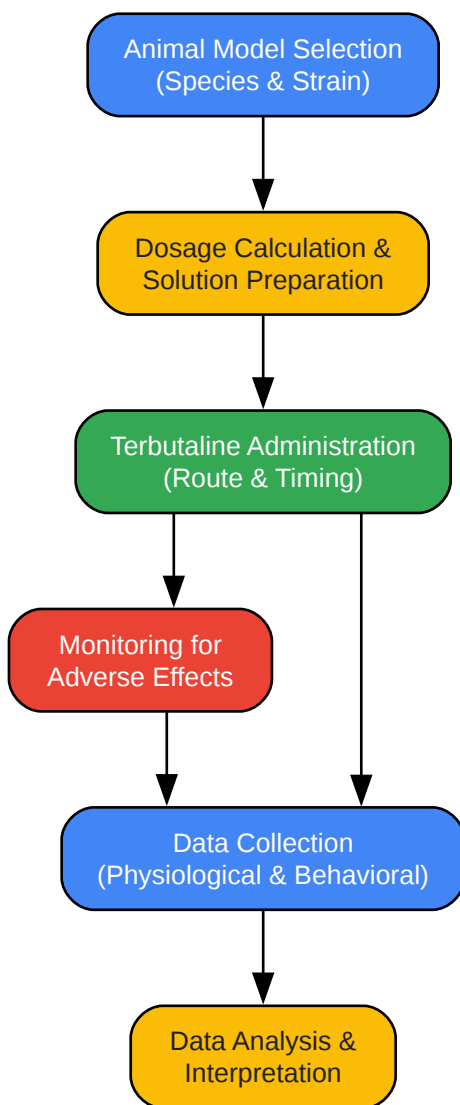 Animal Model Selection
(Species & Strain)
Dosage Calculation &
Solution Preparation
Terbutaline Administration
(Route & Timing)
Monitoring for
Adverse Effects
Data Collection
(Physiological & Behavioral)
Data Analysis &
Interpretation